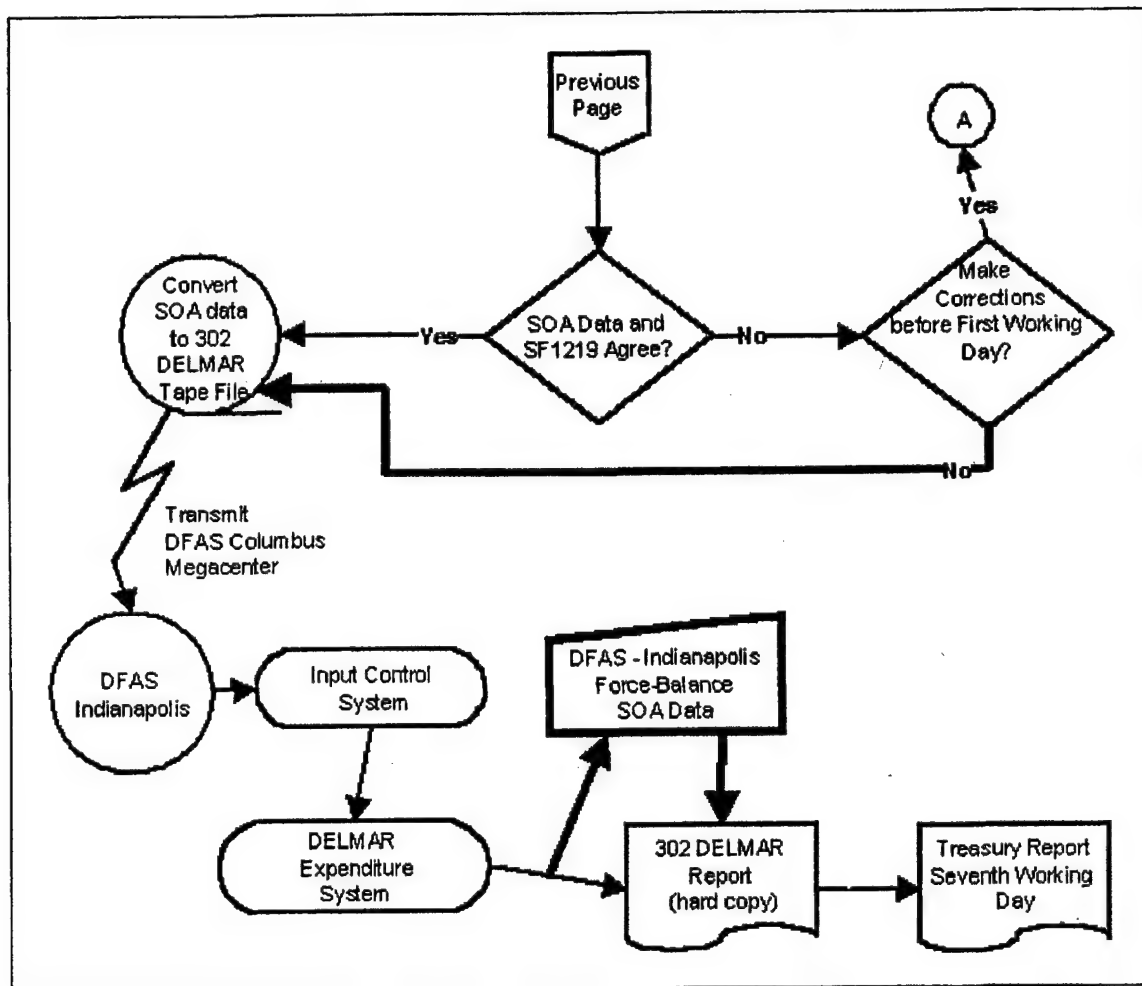 Previous
Page
A
Yes
Make
Corrections
before First Working
Day?
Convert
SOA data
to 302
DELMAR
Tape File
Yes
SOA Data and
SF1219 Agree?
No
No
Transmit
DFAS Columbus
Megacenter
DFAS
Indianapolis
Input Control
System
DFAS - Indianapolis
Force-Balance
SOA Data
DELMAR
Expenditure
System
302 DELMAR
Report
(hard copy)
Treasury Report
Seventh Working
Day